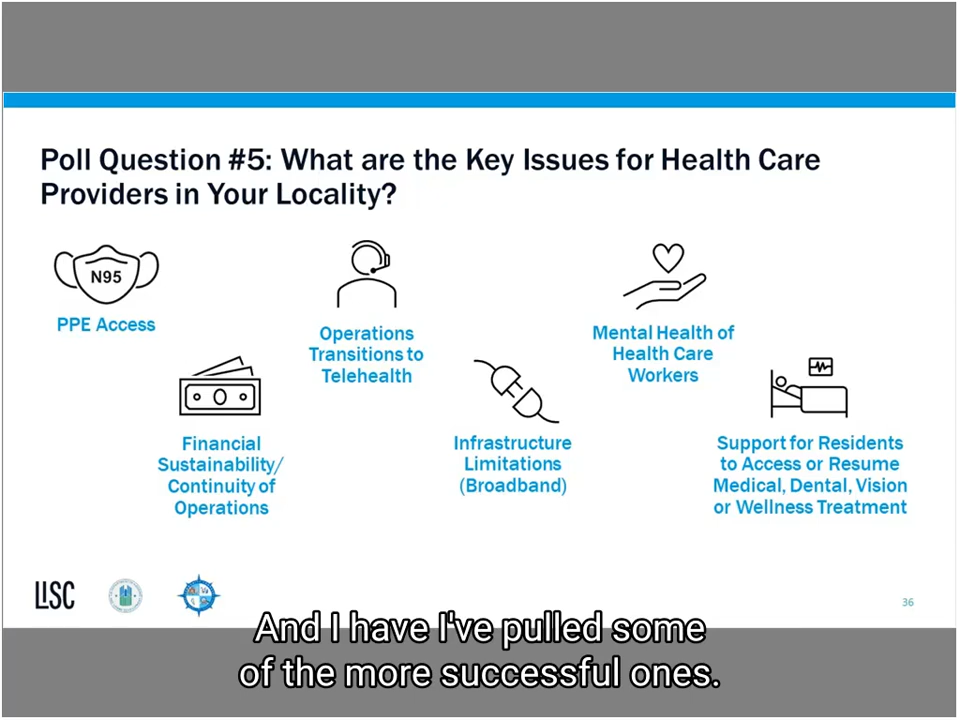 Poll Question #5: What are the Key Issues for Health Care
Providers in Your Locality?
N95
PPE Access
Operations
Transitions to
Telehealth
Mental Health of
Health Care
Workers
Financial
Sustainability/
Continuity of
Operations
Infrastructure
Limitations
(Broadband)
Support for Residents
to Access or Resume
Medical, Dental, Vision
or Wellness Treatment
LISC
36
And I have I've pulled some
of the more successful ones.